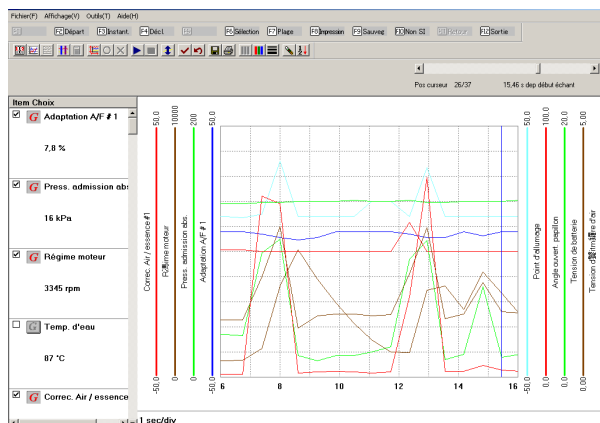 Fichier(F) Affichage(V) Outils(T) Aide(H)
F2 Départ F3 Instant. F4 Décl. F6 Sélection F7 Plage F8 Impression F9 Sauveg F10 Non SI F11 Retour F12 Sortie
Pos curseur 26/37 15,46 s dep début échant
Item Choix
Adaptation A/F # 1
7,8 %
Press. admission abs
16 kPa
Régime moteur
3345 rpm
Temp. d'eau
87 °C
Correc. Air / essence
50.0 10000 200 50.0
Correc. Air / essence #1
moteur
Press. admission abs.
Adaptation A/F # 1
-50.0 0 0 -50.0
6 8 10 12 14 16
50.0 100.0 20.0 5.00
Point d'allumage
Angle ouvert. papillon
Tension de batterie
Tension d'air
-50.0 0.0 0.0 0.00
1 sec/div